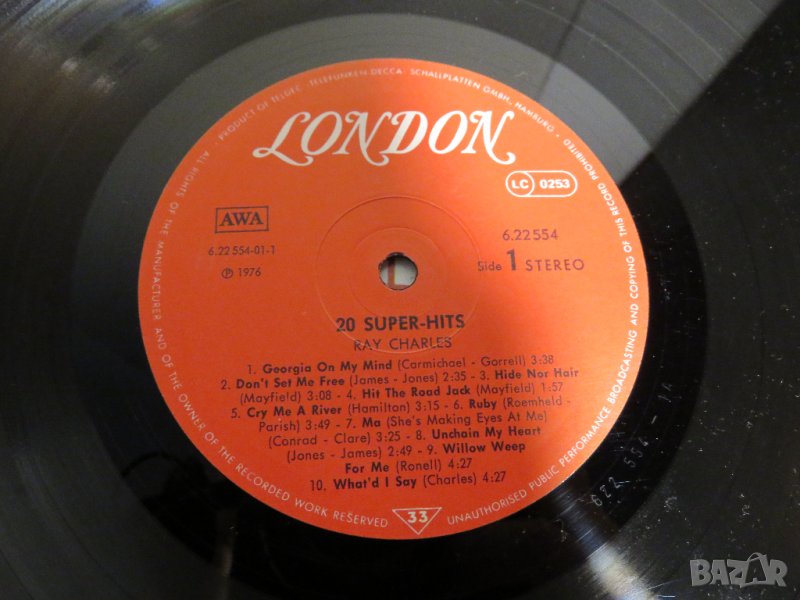 ALL RIGHTS OF THE MANUFACTURER AND OF THE OWNER OF THE RECORDED WORK RESERVED
· PRODUCT OF TELDEC »TELEFUNKEN-DECCA« SCHALLPLATTEN GMBH, HAMBURG ·
UNAUTHORISED PUBLIC PERFORMANCE BROADCASTING AND COPYING OF THIS RECORD PROHIBITED
LONDON
LC 0253
AWA
6.22 554-01-1
Ⓟ 1976
6.22 554
Side 1 STEREO
20 SUPER-HITS
RAY CHARLES
1. Georgia On My Mind (Carmichael - Gorrell) 3:38
2. Don't Set Me Free (James - Jones) 2:35 - 3. Hide Nor Hair
(Mayfield) 3:08 - 4. Hit The Road Jack (Mayfield) 1:57
5. Cry Me A River (Hamilton) 3:15 - 6. Ruby (Roemheld -
Parish) 3:49 - 7. Ma (She's Making Eyes At Me)
(Conrad - Clare) 3:25 - 8. Unchain My Heart
(Jones - James) 2:49 - 9. Willow Weep
For Me (Ronell) 4:27
10. What'd I Say (Charles) 4:27
33
BAZAR